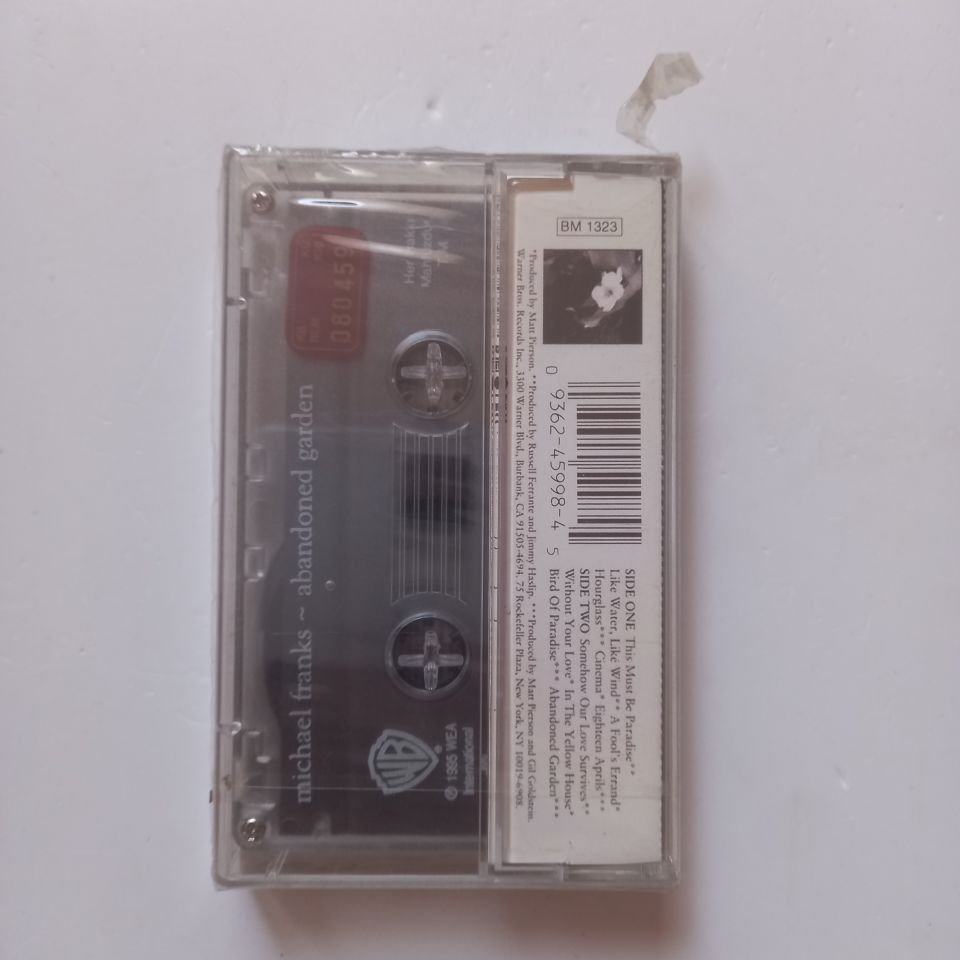 BM 1323
0 9362-45998-4 5
SIDE ONE This Must Be Paradise**
Like Water, Like Wind** A Fool's Errand*
Hourglass*** Cinema* Eighteen Aprils***
SIDE TWO Somehow Our Love Survives**
Without Your Love* In The Yellow House*
Bird Of Paradise*** Abandoned Garden***
*Produced by Matt Pierson. **Produced by Russell Ferrante and Jimmy Haslip. ***Produced by Matt Pierson and Gil Goldstein.
Warner Bros. Records Inc., 3300 Warner Blvd., Burbank, CA 91505-4694. 75 Rockefeller Plaza, New York, NY 10019-6908.
michael franks ~ abandoned garden
WB
℗ 1995 WEA
International
080459